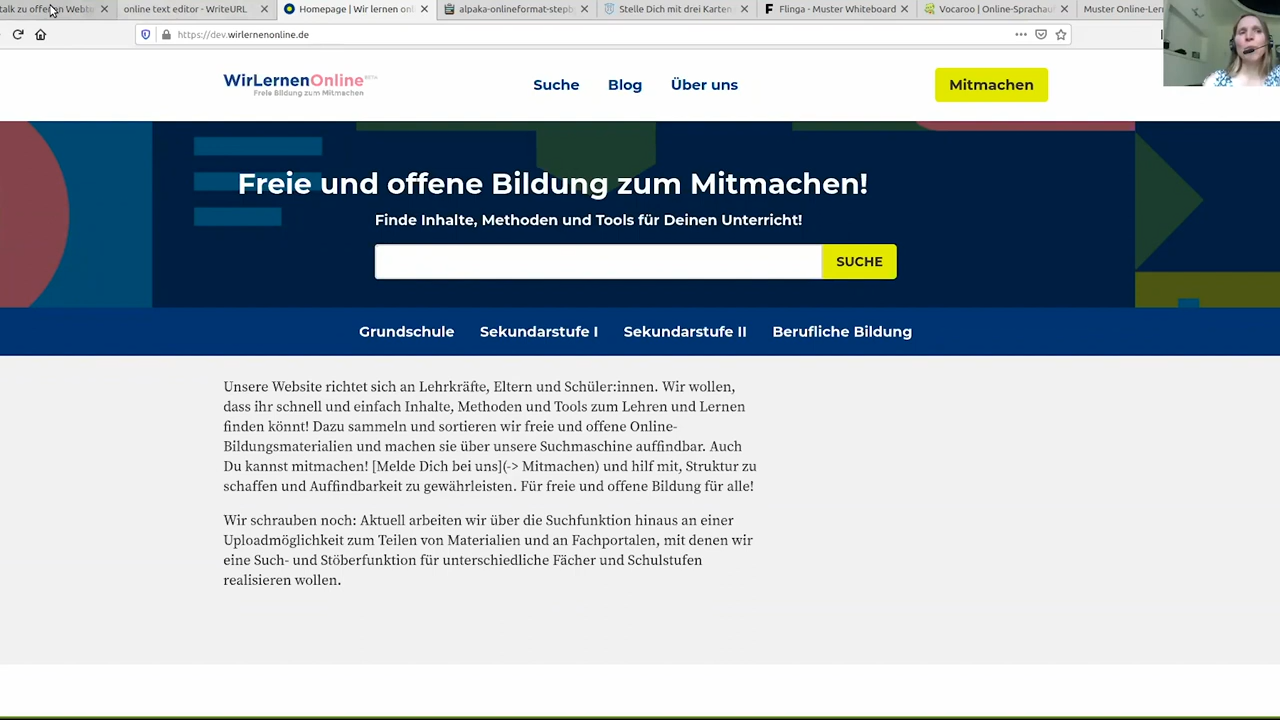 talk zu offenen Webt
online text editor - WriteURL
Homepage | Wir lernen onl
alpaka-onlineformat-stepb
Stelle Dich mit drei Karten
Flinga - Muster Whiteboard
Vocaroo | Online-Sprachau
Muster Online-Lern
https://dev.wirlernenonline.de
WirLernenOnline BETA
Freie Bildung zum Mitmachen
Suche
Blog
Über uns
Mitmachen
Freie und offene Bildung zum Mitmachen!
Finde Inhalte, Methoden und Tools für Deinen Unterricht!
SUCHE
Grundschule
Sekundarstufe I
Sekundarstufe II
Berufliche Bildung
Unsere Website richtet sich an Lehrkräfte, Eltern und Schüler:innen. Wir wollen,
dass ihr schnell und einfach Inhalte, Methoden und Tools zum Lehren und Lernen
finden könnt! Dazu sammeln und sortieren wir freie und offene Online-
Bildungsmaterialien und machen sie über unsere Suchmaschine auffindbar. Auch
Du kannst mitmachen! [Melde Dich bei uns](-> Mitmachen) und hilf mit, Struktur zu
schaffen und Auffindbarkeit zu gewährleisten. Für freie und offene Bildung für alle!
Wir schrauben noch: Aktuell arbeiten wir über die Suchfunktion hinaus an einer
Uploadmöglichkeit zum Teilen von Materialien und an Fachportalen, mit denen wir
eine Such- und Stöberfunktion für unterschiedliche Fächer und Schulstufen
realisieren wollen.